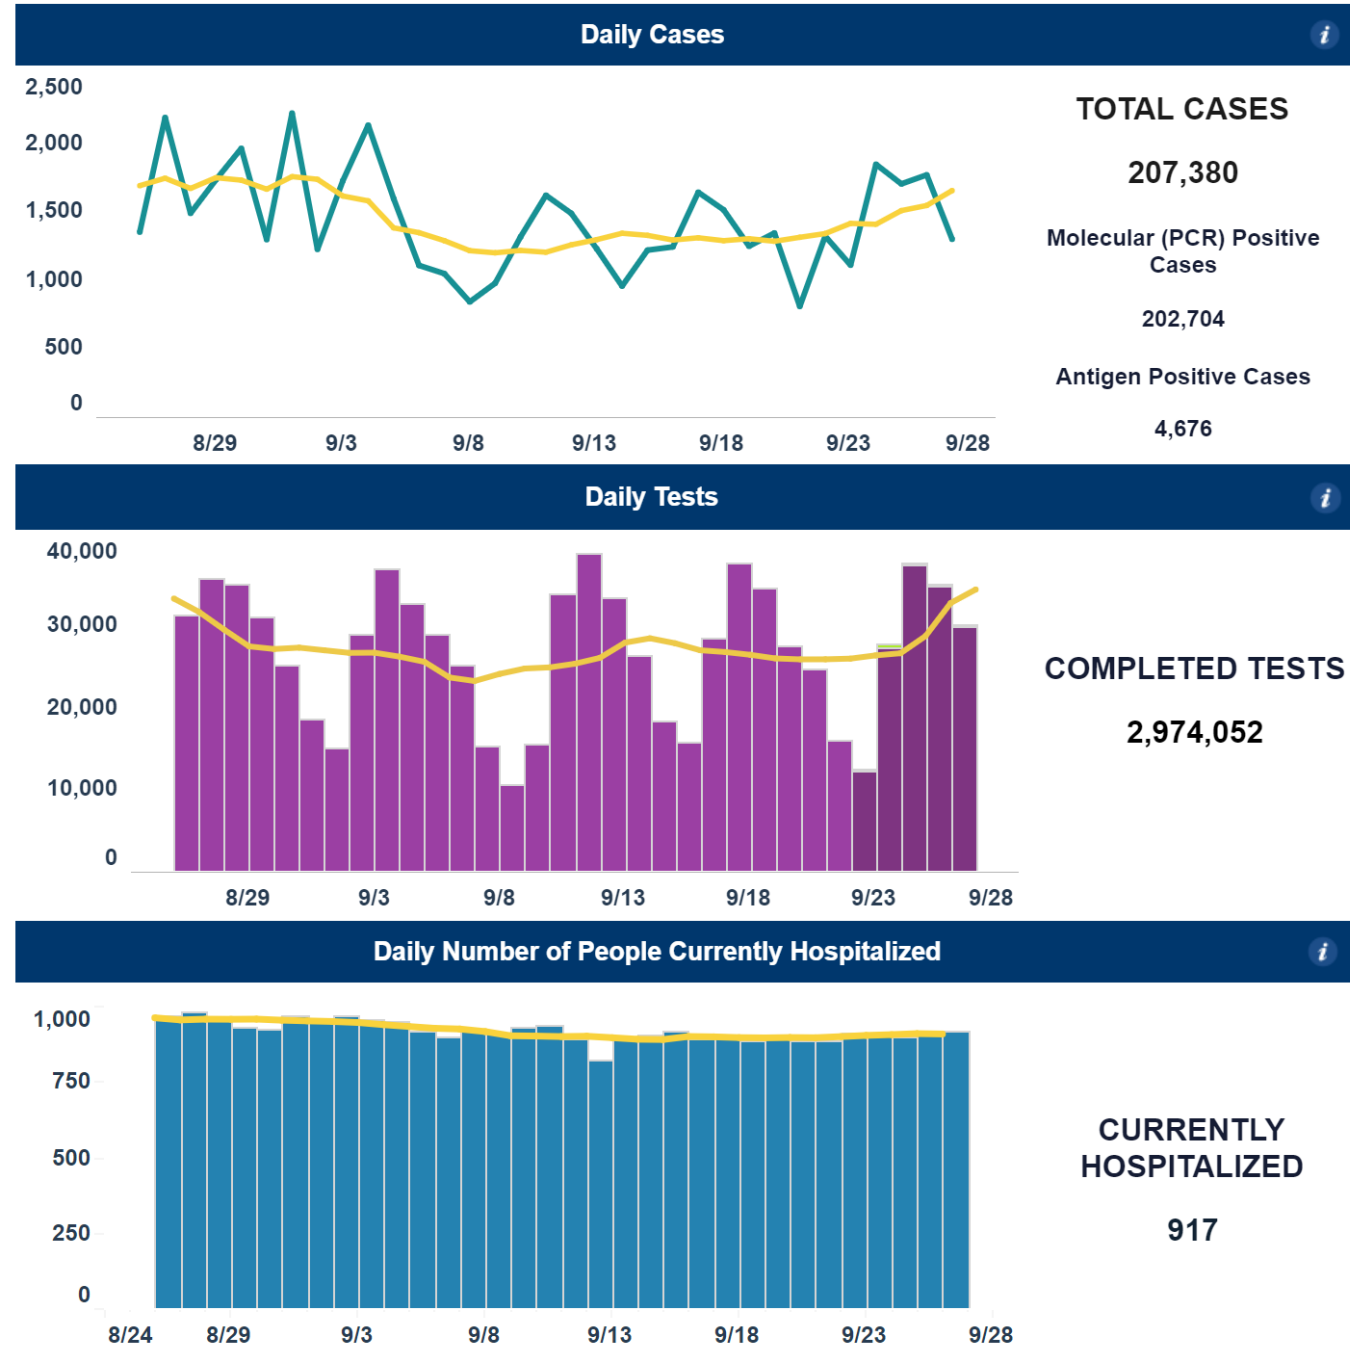 Daily Cases
i
2,500
2,000
1,500
1,000
500
0
8/29 9/3 9/8 9/13 9/18 9/23 9/28
TOTAL CASES
207,380
Molecular (PCR) Positive
Cases
202,704
Antigen Positive Cases
4,676
Daily Tests
i
40,000
30,000
20,000
10,000
0
8/29 9/3 9/8 9/13 9/18 9/23 9/28
COMPLETED TESTS
2,974,052
Daily Number of People Currently Hospitalized
i
1,000
750
500
250
0
8/24 8/29 9/3 9/8 9/13 9/18 9/23 9/28
CURRENTLY
HOSPITALIZED
917